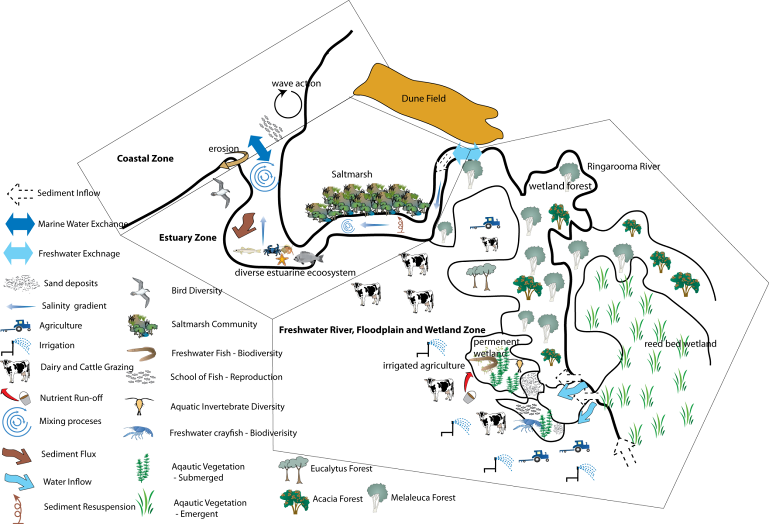 wave action
Dune Field
erosion
Coastal Zone
Saltmarsh
Ringarooma River
wetland forest
Sediment Inflow
Marine Water Exchange
Estuary Zone
Freshwater Exchnage
diverse estuarine ecoosystem
Sand deposits
Bird Diversity
Salinity gradient
Agriculture
Saltmarsh Community
Freshwater River, Floodplain and Wetland Zone
Irrigation
permenent
wetland
reed bed wetland
Freshwater Fish - Biodiversity
irrigated agriculture
Dairy and Cattle Grazing
School of Fish - Reproduction
Nutrient Run-off
Aquatic Invertebrate Diversity
Mixing proceses
Freshwater crayfish - Biodiverisity
Sediment Flux
Aqautic Vegetation
- Submerged
Eucalytus Forest
Water Inflow
Acacia Forest
Melaleuca Forest
Sediment Resuspension
Aqautic Vegetation
- Emergent